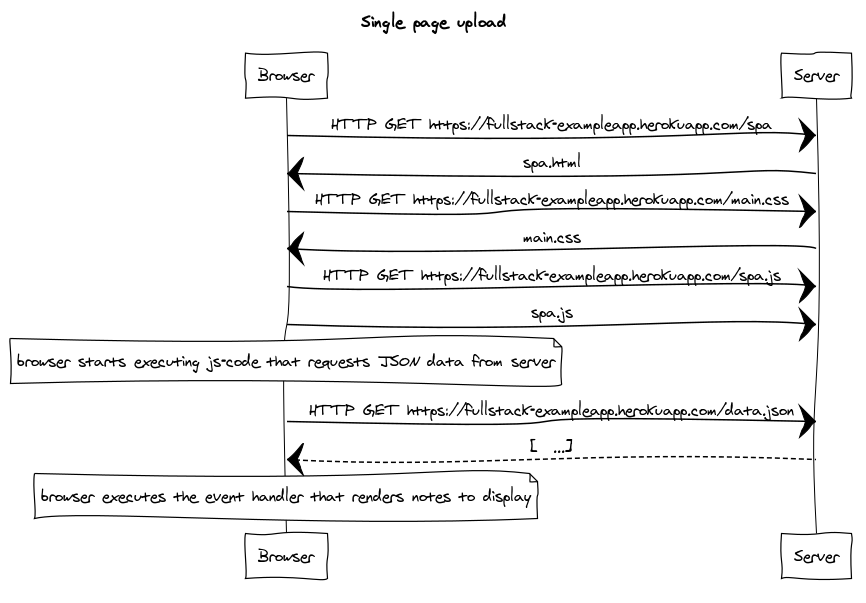 Single page upload
Browser Server
HTTP GET https://fullstack-exampleapp.herokuapp.com/spa
spa.html
HTTP GET https://fullstack-exampleapp.herokuapp.com/main.css
main.css
HTTP GET https://fullstack-exampleapp.herokuapp.com/spa.js
spa.js
browser starts executing js-code that requests JSON data from server
HTTP GET https://fullstack-exampleapp.herokuapp.com/data.json
[ ...]
browser executes the event handler that renders notes to display
Browser Server